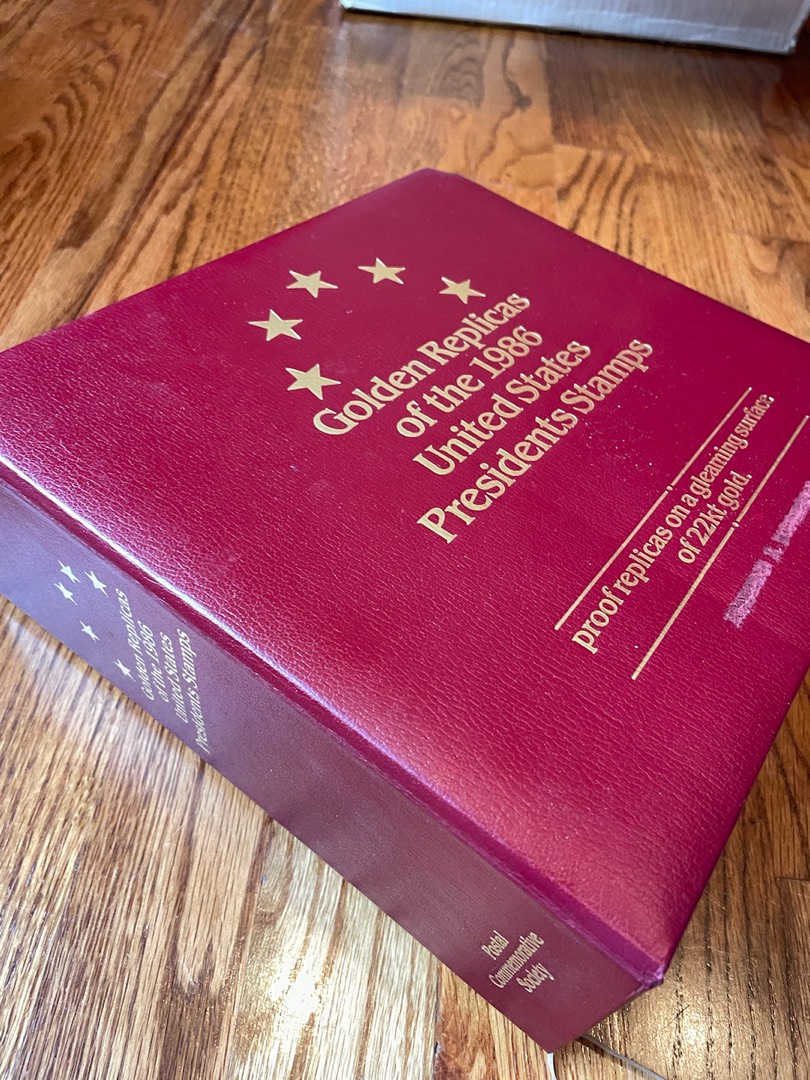 Golden Replicas
of the 1986
United States
Presidents Stamps
proof replicas on a gleaming surface
of 22kt gold.
Golden Replicas
of the 1986
United States
Presidents Stamps
Postal
Commemorative
Society